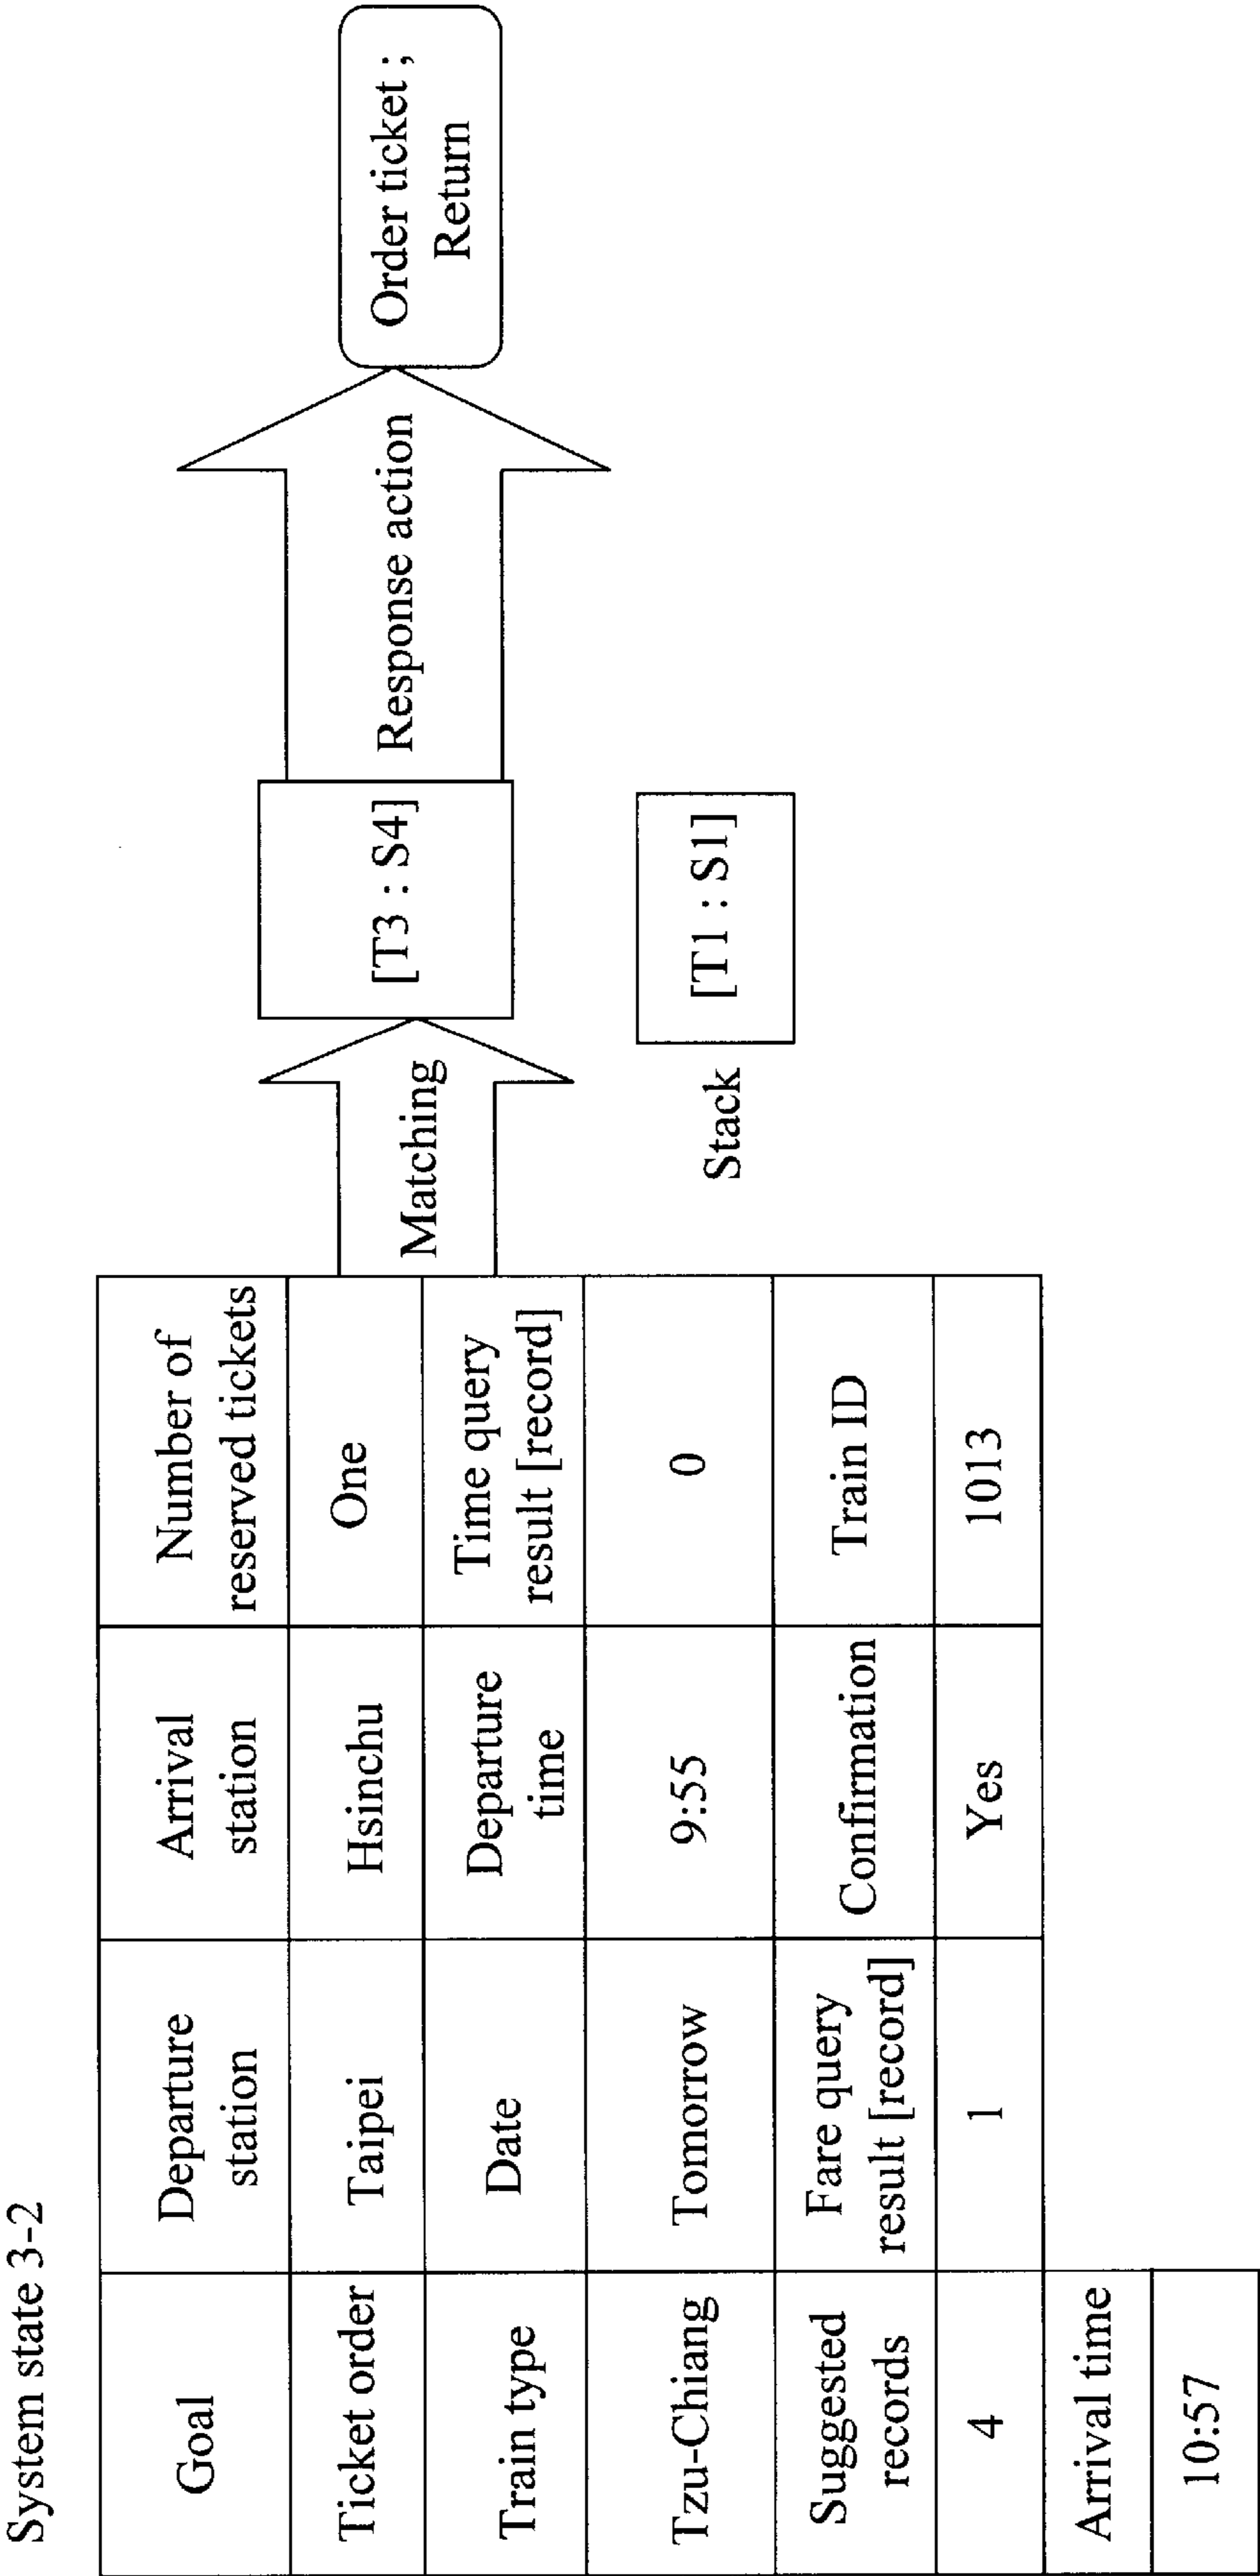 System state 3-2
Goal
Departure
station
Arrival
station
Number of
reserved tickets
Ticket order
Taipei
Hsinchu
One
Train type
Date
Departure
time
Time query
result [record]
Tzu-Chiang
Tomorrow
9:55
0
Suggested
records
Fare query
result [record]
Confirmation
Train ID
4
1
Yes
1013
Arrival time
10:57
Matching
[T3 : S4]
Response action
Order ticket ;
Return
Stack
[T1 : S1]